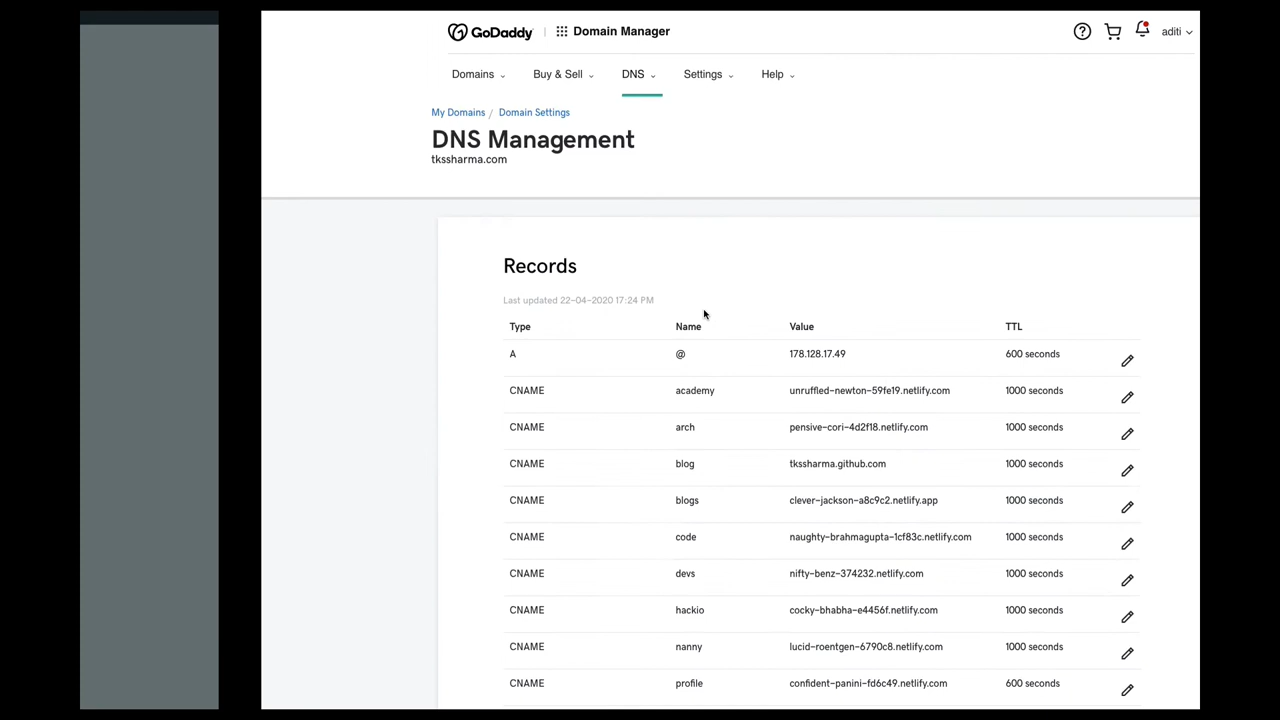 GoDaddy Domain Manager aditi
Domains Buy & Sell DNS Settings Help
My Domains / Domain Settings
DNS Management
tkssharma.com
Records
Last updated 22-04-2020 17:24 PM
Type Name Value TTL
A @ 178.128.17.49 600 seconds
CNAME academy unruffled-newton-59fe19.netlify.com 1000 seconds
CNAME arch pensive-cori-4d2f18.netlify.com 1000 seconds
CNAME blog tkssharma.github.com 1000 seconds
CNAME blogs clever-jackson-a8c9c2.netlify.app 1000 seconds
CNAME code naughty-brahmagupta-1cf83c.netlify.com 1000 seconds
CNAME devs nifty-benz-374232.netlify.com 1000 seconds
CNAME hackio cocky-bhabha-e4456f.netlify.com 1000 seconds
CNAME nanny lucid-roentgen-6790c8.netlify.com 1000 seconds
CNAME profile confident-panini-fd6c49.netlify.com 600 seconds